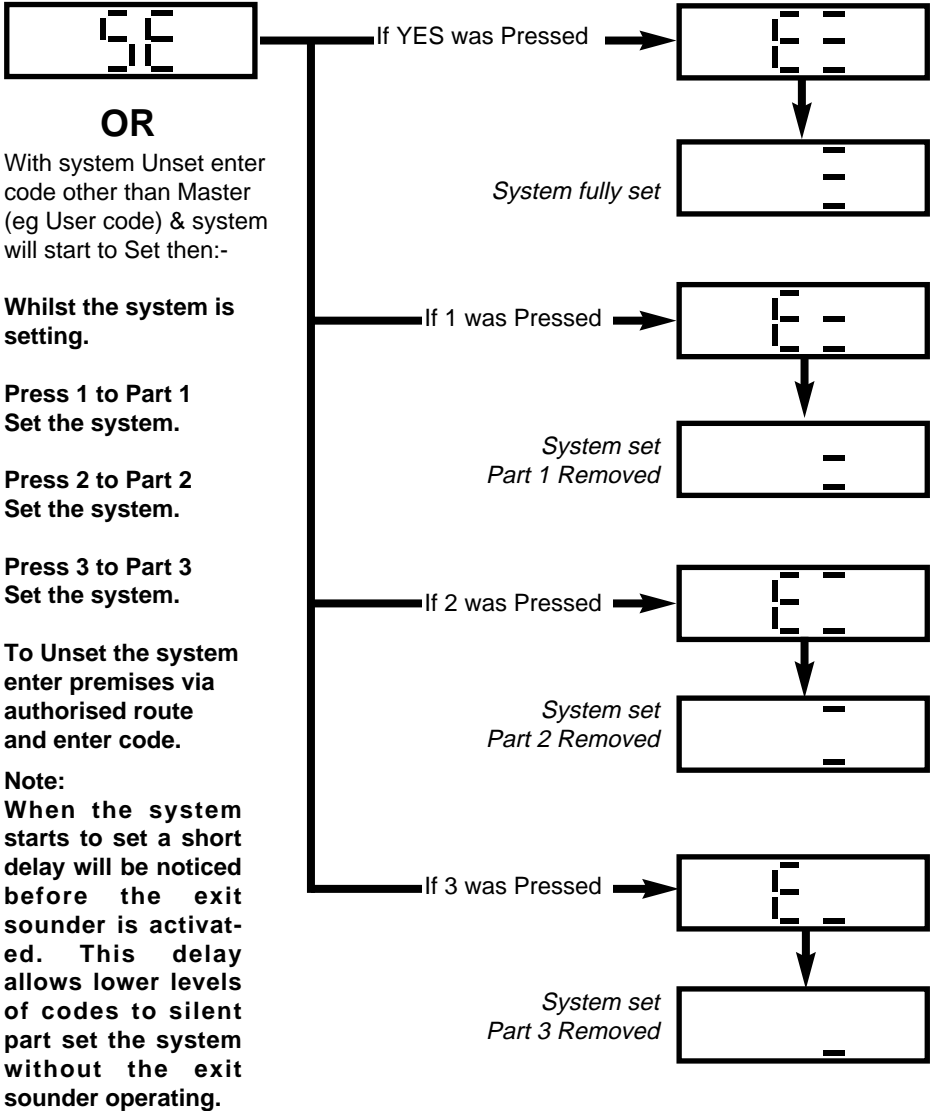 SE
OR
With system Unset enter
code other than Master
(eg User code) & system
will start to Set then:-
Whilst the system is
setting.
Press 1 to Part 1
Set the system.
Press 2 to Part 2
Set the system.
Press 3 to Part 3
Set the system.
To Unset the system
enter premises via
authorised route
and enter code.
Note:
When the system
starts to set a short
delay will be noticed
before the exit
sounder is activat-
ed. This delay
allows lower levels
of codes to silent
part set the system
without the exit
sounder operating.
If YES was Pressed
E
System fully set
If 1 was Pressed
E
System set
Part 1 Removed
If 2 was Pressed
E
System set
Part 2 Removed
If 3 was Pressed
E
System set
Part 3 Removed